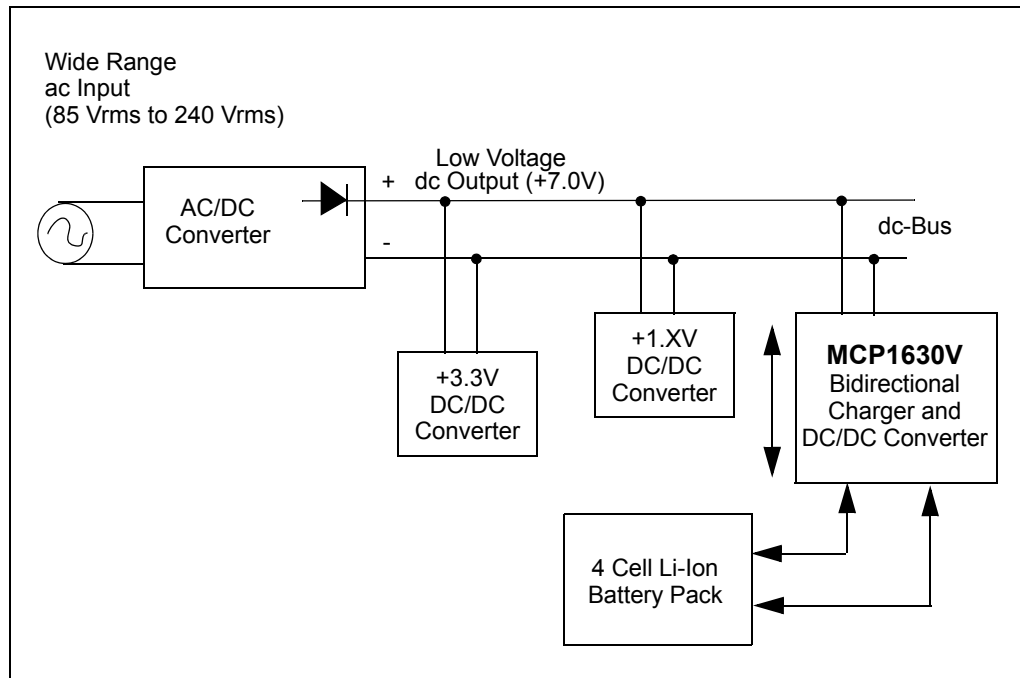 Wide Range
ac Input
(85 Vrms to 240 Vrms)
AC/DC
Converter
+
-
Low Voltage
dc Output (+7.0V)
dc-Bus
+3.3V
DC/DC
Converter
+1.XV
DC/DC
Converter
MCP1630V
Bidirectional
Charger and
DC/DC Converter
4 Cell Li-Ion
Battery Pack